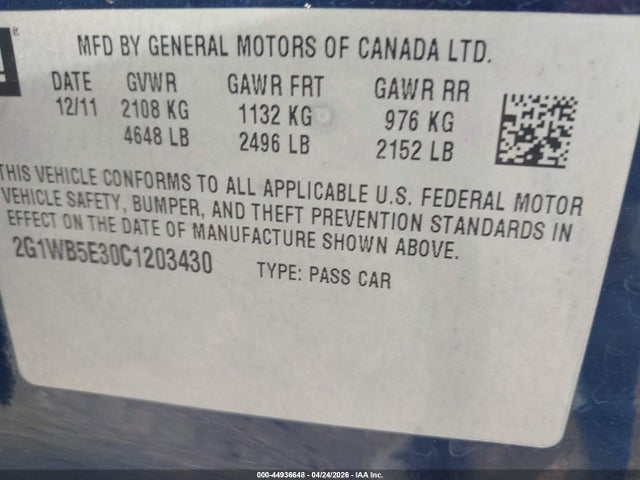 MFD BY GENERAL MOTORS OF CANADA LTD.
DATE GVWR GAWR FRT GAWR RR
12/11 2108 KG 1132 KG 976 KG
4648 LB 2496 LB 2152 LB
THIS VEHICLE CONFORMS TO ALL APPLICABLE U.S. FEDERAL MOTOR
VEHICLE SAFETY, BUMPER, AND THEFT PREVENTION STANDARDS IN
EFFECT ON THE DATE OF MANUFACTURE SHOWN ABOVE.
2G1WB5E30C1203430 TYPE: PASS CAR
000-44936648 - 04/24/2026 - IAA Inc.